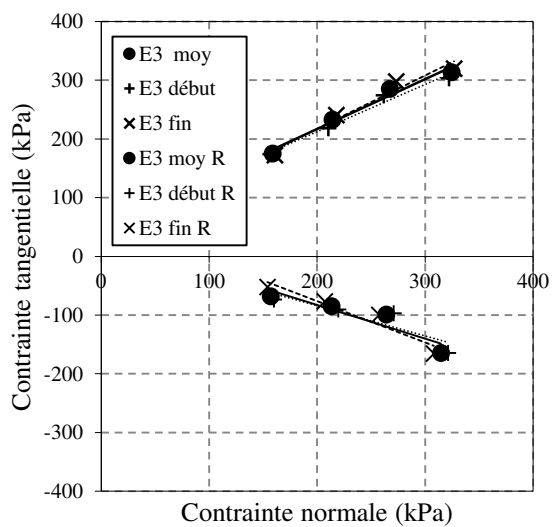 400
300
200
100
0
-100
-200
-300
-400
0 100 200 300 400
Contrainte tangentielle (kPa)
Contrainte normale (kPa)
E3 moy
E3 début
E3 fin
E3 moy R
E3 début R
E3 fin R